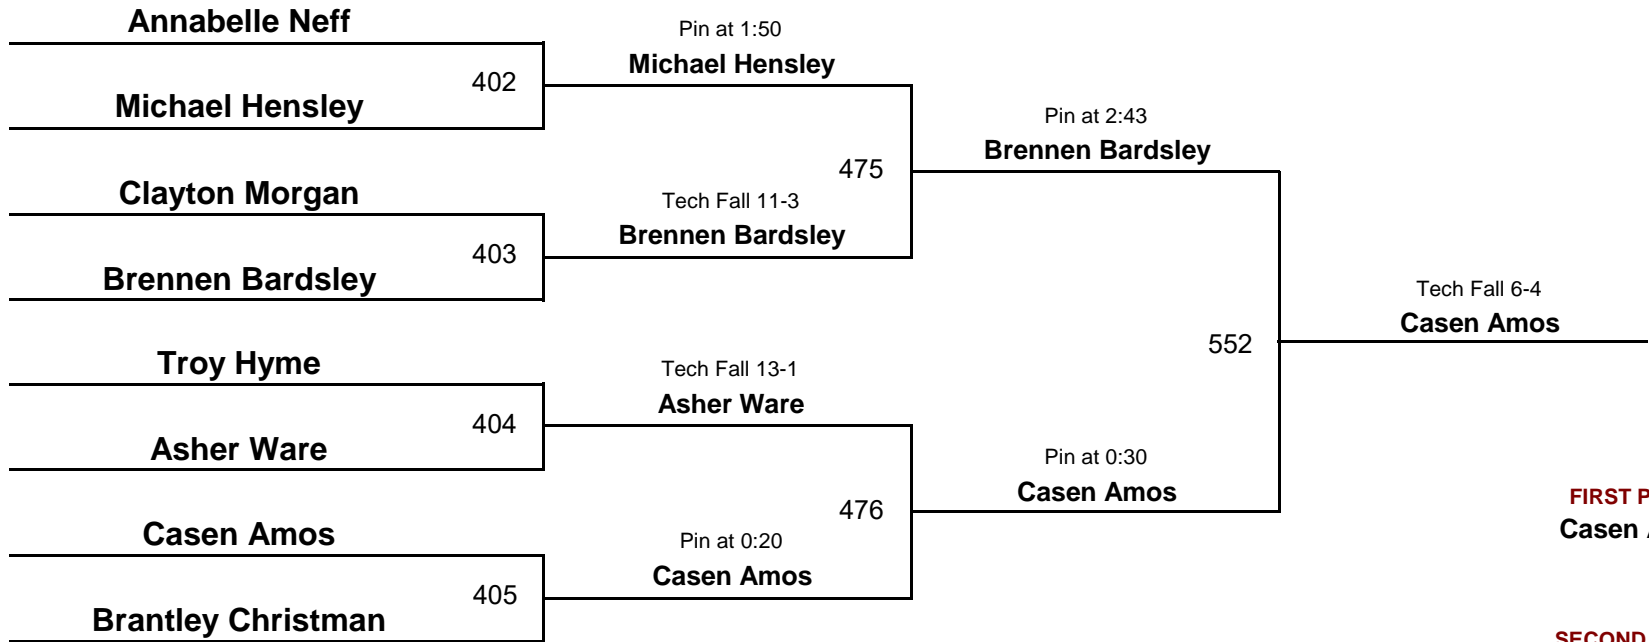 Annabelle Neff
Pin at 1:50
Michael Hensley
402
Michael Hensley
Pin at 2:43
Brennen Bardsley
475
Clayton Morgan
Tech Fall 11-3
Brennen Bardsley
403
Brennen Bardsley
Tech Fall 6-4
Casen Amos
552
Troy Hyme
Tech Fall 13-1
Asher Ware
404
Asher Ware
Pin at 0:30
Casen Amos
476
FIRST P
Casen
Casen Amos
Pin at 0:20
Casen Amos
405
Brantley Christman
SECOND